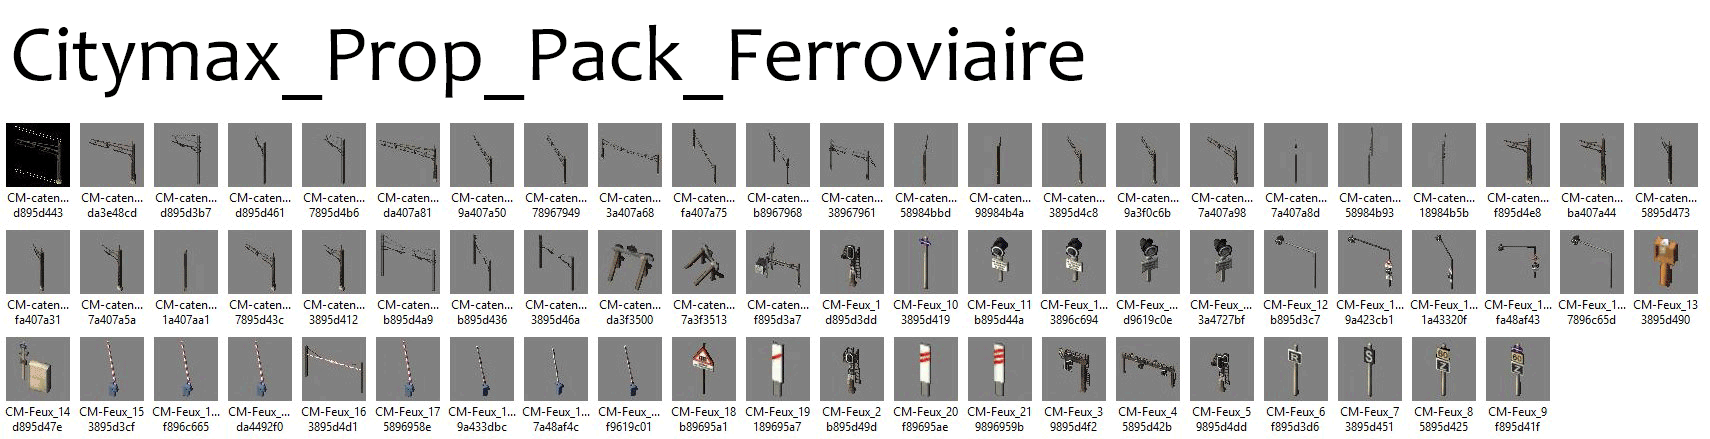 Citymax_Prop_Pack_Ferroviaire
CM-caten... CM-caten... CM-caten... CM-caten... CM-caten... CM-caten... CM-caten... CM-caten... CM-caten... CM-caten... CM-caten... CM-caten... CM-caten... CM-caten... CM-caten... CM-caten... CM-caten... CM-caten... CM-caten... CM-caten... CM-caten... CM-caten... CM-caten...
d895d443 da3e48cd d895d3b7 d895d461 7895d4b6 da407a81 9a407a50 78967949 3a407a68 fa407a75 b8967968 38967961 58984bbd 98984b4a 3895d4c8 9a3f0c6b 7a407a98 7a407a8d 58984b93 18984b5b f895d4e8 ba407a44 5895d473
CM-caten... CM-caten... CM-caten... CM-caten... CM-caten... CM-caten... CM-caten... CM-caten... CM-caten... CM-caten... CM-caten... CM-Feux_1 CM-Feux_10 CM-Feux_11 CM-Feux_1... CM-Feux_... CM-Feux_... CM-Feux_12 CM-Feux_1... CM-Feux_1... CM-Feux_1... CM-Feux_1... CM-Feux_13
fa407a31 7a407a5a 1a407aa1 7895d43c 3895d412 b895d4a9 b895d436 3895d46a da3f3500 7a3f3513 f895d3a7 d895d3dd 3895d419 b895d44a 3896c694 d9619c0e 3a4727bf b895d3c7 9a423cb1 1a43320f fa48af43 7896c65d 3895d490
CM-Feux_14 CM-Feux_15 CM-Feux_1... CM-Feux_... CM-Feux_16 CM-Feux_17 CM-Feux_1... CM-Feux_1... CM-Feux_... CM-Feux_18 CM-Feux_19 CM-Feux_2 CM-Feux_20 CM-Feux_21 CM-Feux_3 CM-Feux_4 CM-Feux_5 CM-Feux_6 CM-Feux_7 CM-Feux_8 CM-Feux_9
d895d47e 3895d3cf f896c665 da4492f0 3895d4d1 5896958e 9a433dbc 7a48af4c f9619c01 b89695a1 189695a7 b895d49d f89695ae 9896959b 9895d4f2 5895d42b 9895d4dd f895d3d6 3895d451 5895d425 f895d41f